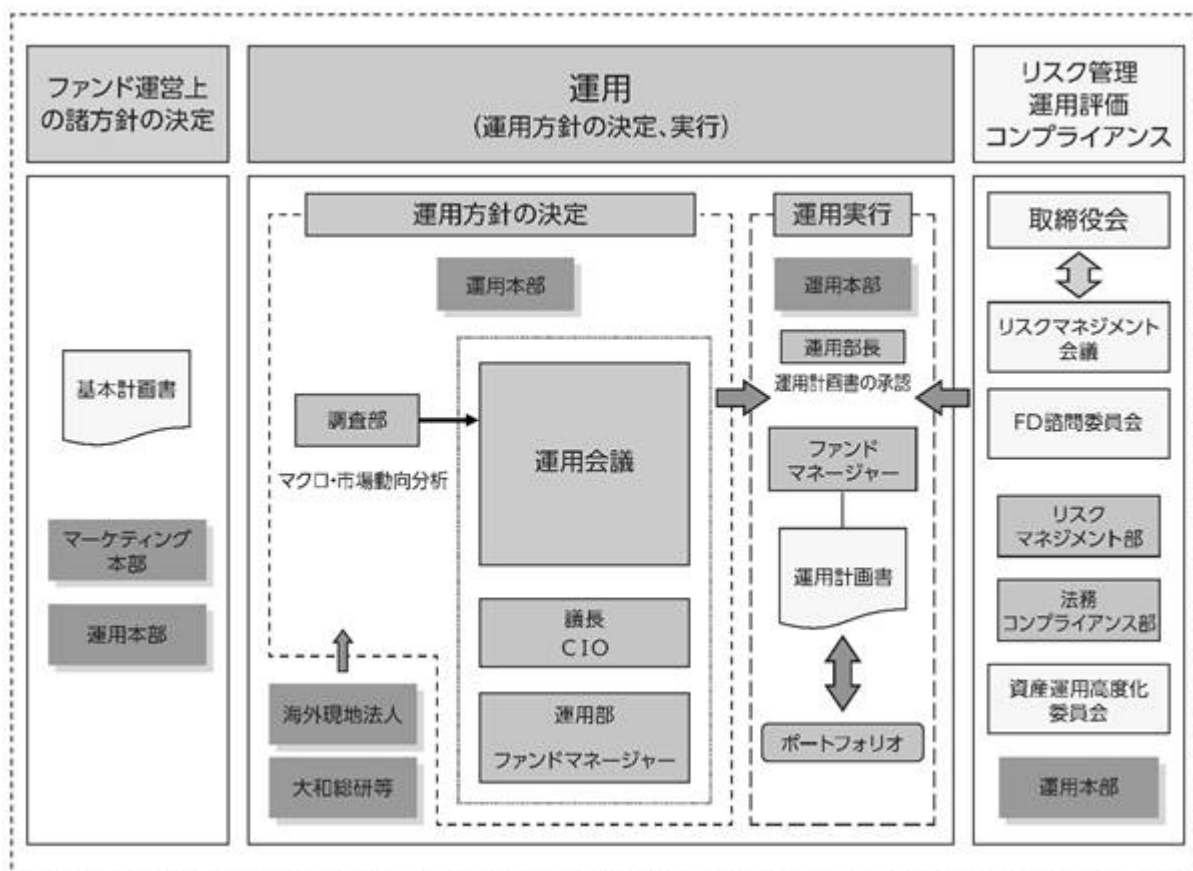 ファンド運営上
の諸方針の決定
運用
(運用方針の決定、実行)
リスク管理
運用評価
コンプライアンス
基本計画書
マーケティング
本部
運用本部
運用方針の決定
運用本部
調査部
マクロ・市場動向分析
運用会議
議長
CIO
運用部
ファンドマネージャー
海外現地法人
大和総研等
運用実行
運用本部
運用部長
運用計画書の承認
ファンド
マネージャー
運用計画書
ポートフォリオ
取締役会
リスクマネジメント
会議
FD諮問委員会
リスク
マネジメント部
法務
コンプライアンス部
資産運用高度化
委員会
運用本部